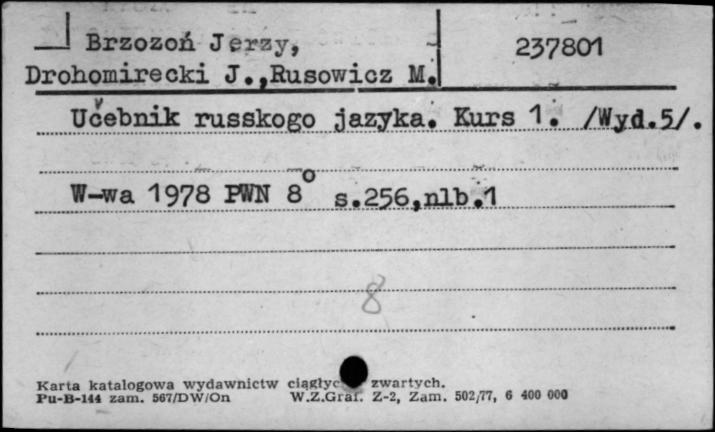 Brzozoń Jerzy, 237801
Drohomirecki J., Rusowicz M.
Učebnik russkogo jazyka. Kurs 1. /Wyd.5/.
W-wa 1978 PWN 8° s.256,nlb.1
8
Karta katalogowa wydawnictw zwartych.
Pu-B-144 zam. 567/DW/On W.Z.Graf. Z-2, Zam. 502/77, 6 400 000